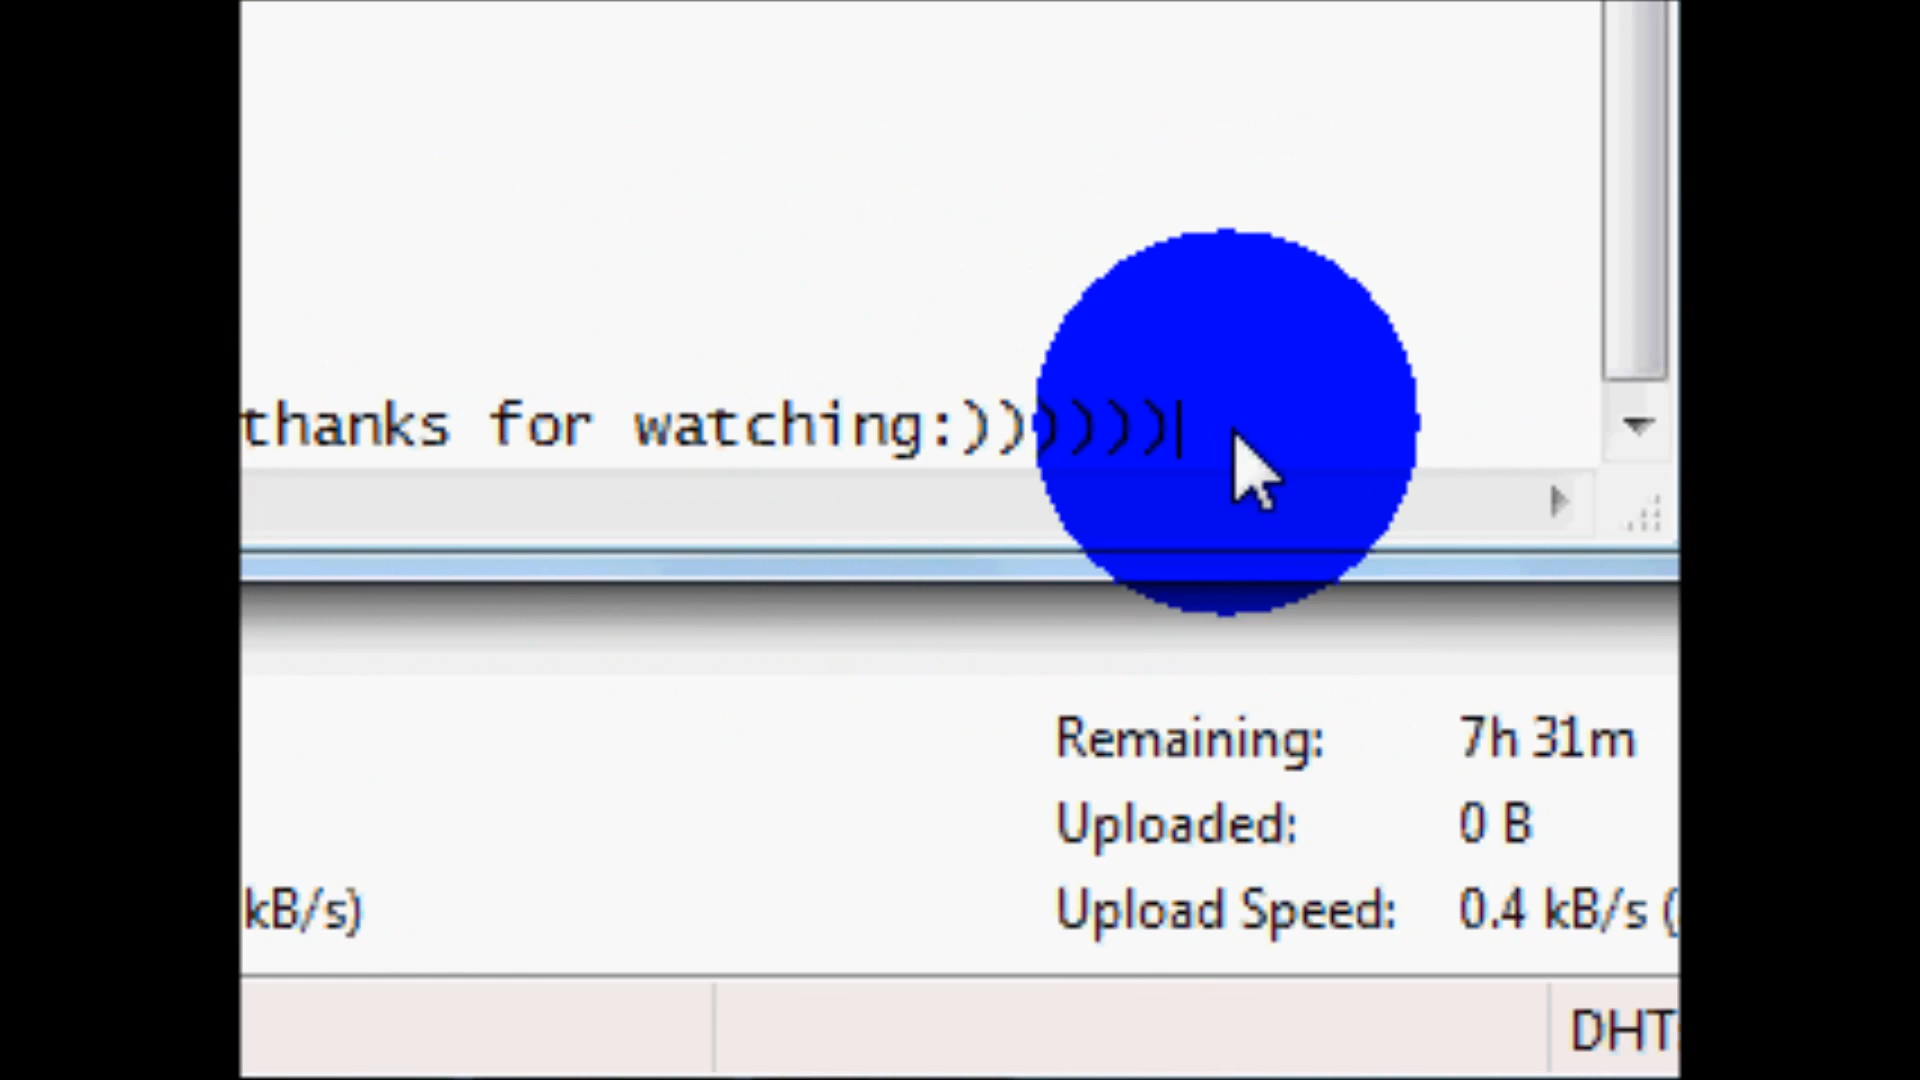 thanks for watching:))))))
Remaining: 7h 31m
Uploaded: 0 B
kB/s) Upload Speed: 0.4 kB/s (
DHT